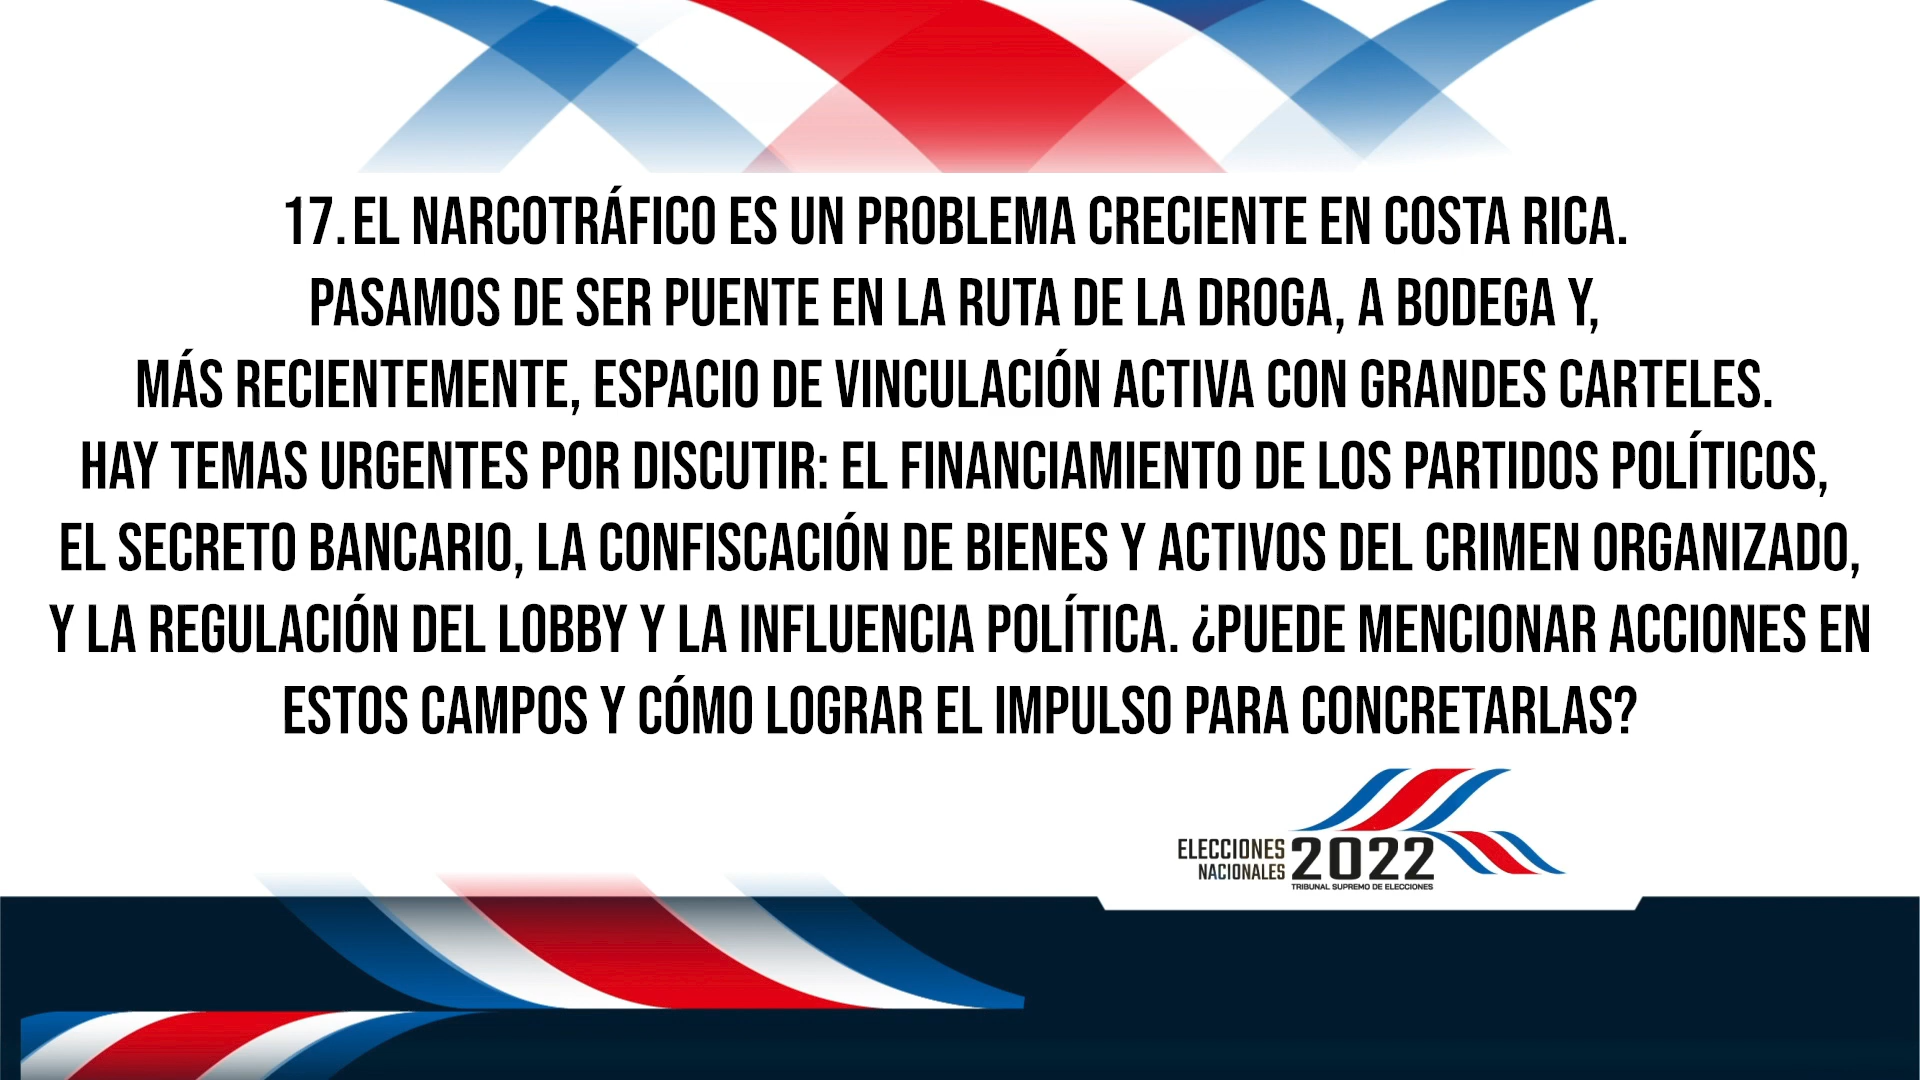 17. EL NARCOTRÁFICO ES UN PROBLEMA CRECIENTE EN COSTA RICA.
PASAMOS DE SER PUENTE EN LA RUTA DE LA DROGA, A BODEGA Y,
MÁS RECIENTEMENTE, ESPACIO DE VINCULACIÓN ACTIVA CON GRANDES CARTELES.
HAY TEMAS URGENTES POR DISCUTIR: EL FINANCIAMIENTO DE LOS PARTIDOS POLÍTICOS,
EL SECRETO BANCARIO, LA CONFISCACIÓN DE BIENES Y ACTIVOS DEL CRIMEN ORGANIZADO,
Y LA REGULACIÓN DEL LOBBY Y LA INFLUENCIA POLÍTICA. ¿PUEDE MENCIONAR ACCIONES EN
ESTOS CAMPOS Y CÓMO LOGRAR EL IMPULSO PARA CONCRETARLAS?
ELECCIONES
NACIONALES
2022
TRIBUNAL SUPREMO DE ELECCIONES